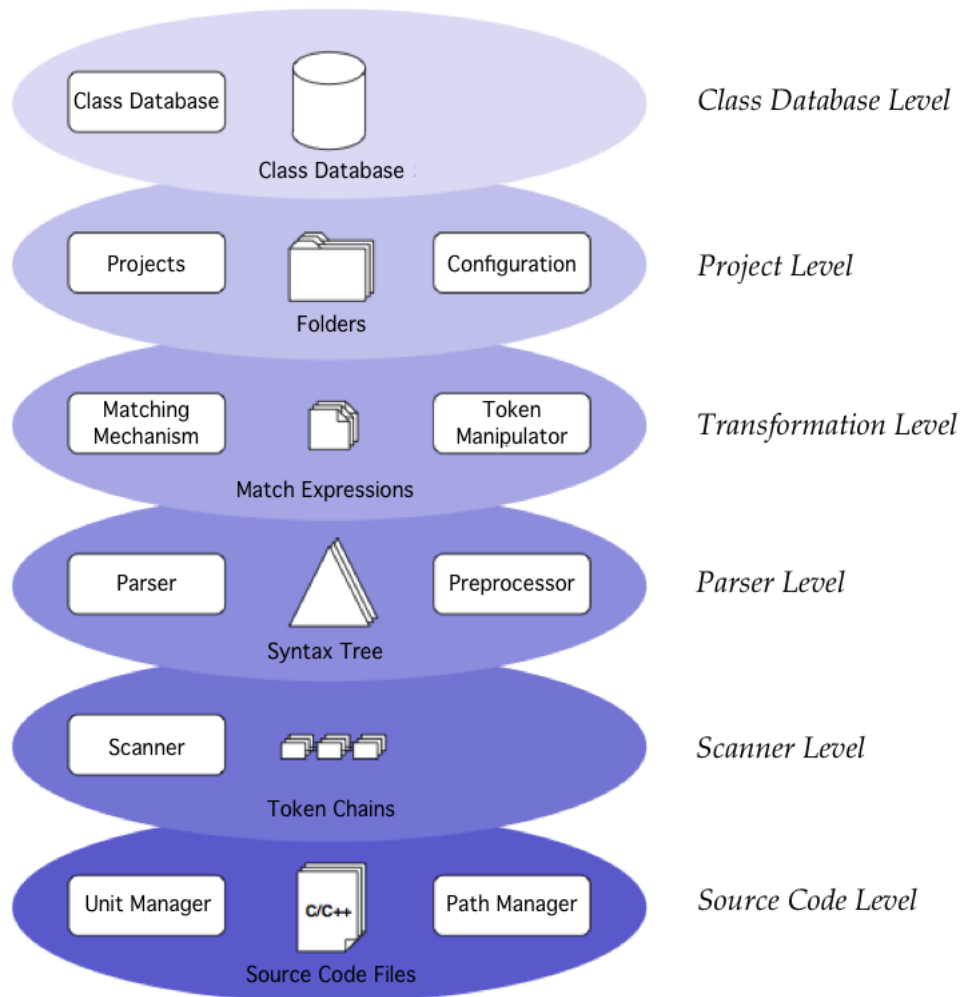 Class Database
Class Database
Class Database Level
Projects
Configuration
Folders
Project Level
Matching
Mechanism
Token
Manipulator
Match Expressions
Transformation Level
Parser
Preprocessor
Syntax Tree
Parser Level
Scanner
Token Chains
Scanner Level
Unit Manager
C/C++
Path Manager
Source Code Files
Source Code Level